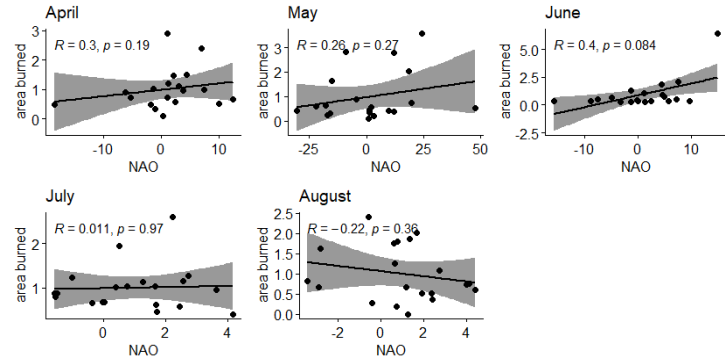 April
R = 0.3, p = 0.19
area burned
3
2
1
0
-10
0
10
NAO
May
R = 0.26, p = 0.27
area burned
3
2
1
0
-30
0
25
50
NAO
June
R = 0.4, p = 0.084
area burned
5.0
2.5
0.0
-2.5
-10
0
10
NAO
July
R = 0.011, p = 0.97
area burned
2
1
0
2
4
NAO
August
R = −0.22, p = 0.36
area burned
2.5
2.0
1.5
1.0
0.5
0.0
-2
0
2
4
NAO